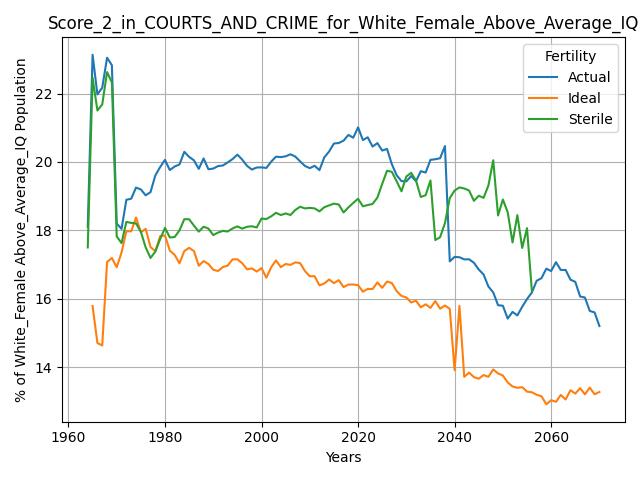 Score_2_in_COURTS_AND_CRIME_for_White_Female_Above_Average_IQ
% of White_Female Above_Average_IQ Population
22
20
18
16
14
Fertility
Actual
Ideal
Sterile
1960 1980 2000 2020 2040 2060
Years